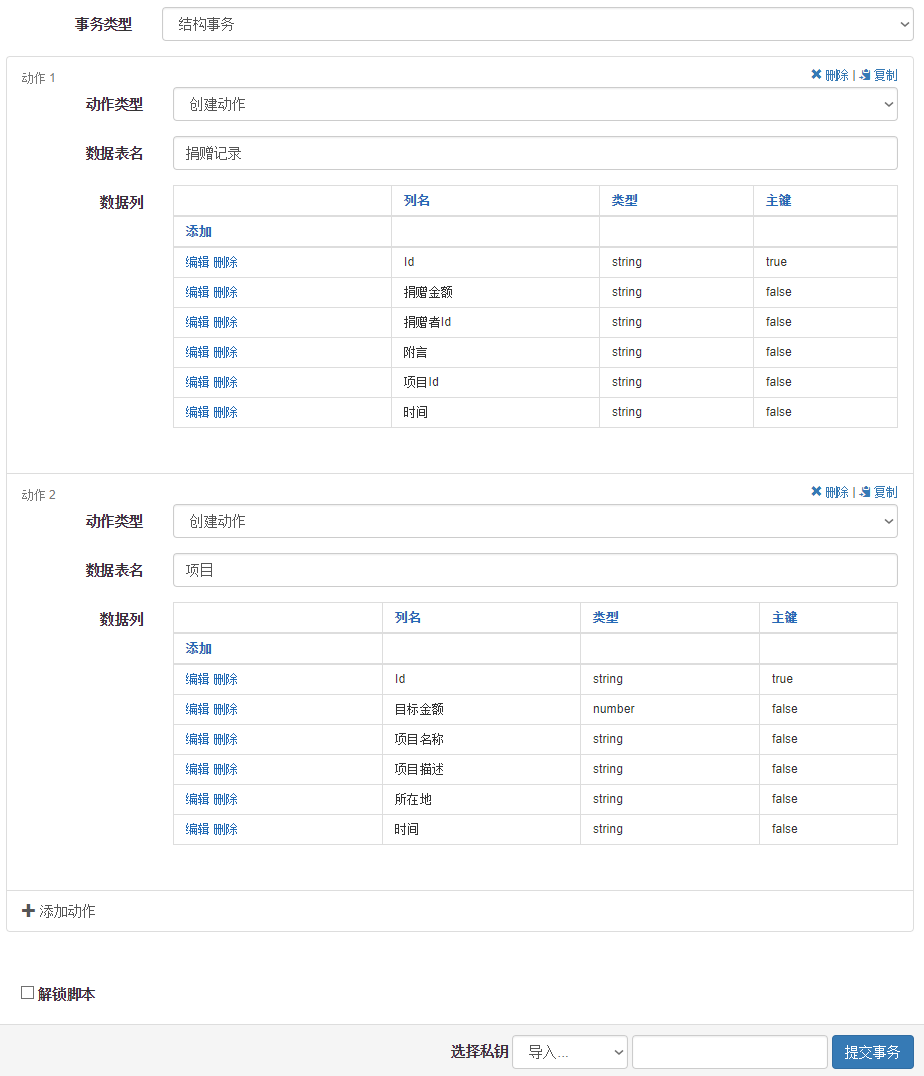 事务类型 结构事务
动作 1 删除 | 复制
动作类型 创建动作
数据表名 捐赠记录
数据列 列名 类型 主键
添加
编辑 删除 Id string true
编辑 删除 捐赠金额 string false
编辑 删除 捐赠者Id string false
编辑 删除 附言 string false
编辑 删除 项目Id string false
编辑 删除 时间 string false
动作 2 删除 | 复制
动作类型 创建动作
数据表名 项目
数据列 列名 类型 主键
添加
编辑 删除 Id string true
编辑 删除 目标金额 number false
编辑 删除 项目名称 string false
编辑 删除 项目描述 string false
编辑 删除 所在地 string false
编辑 删除 时间 string false
添加动作
解锁脚本
选择私钥 导入... 提交事务